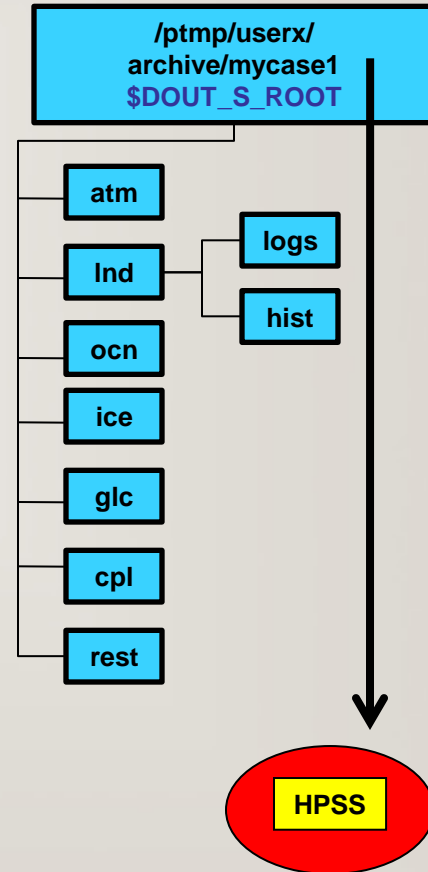 /ptmp/userx/
archive/mycase1
$DOUT_S_ROOT
atm
lnd
logs
hist
ocn
ice
glc
cpl
rest
HPSS